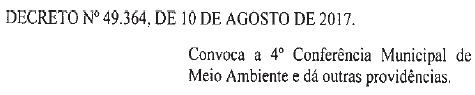 DECRETO Nº 49.364, DE 10 DE AGOSTO DE 2017.
Convoca a 4º Conferência Municipal de
Meio Ambiente e dá outras providências.